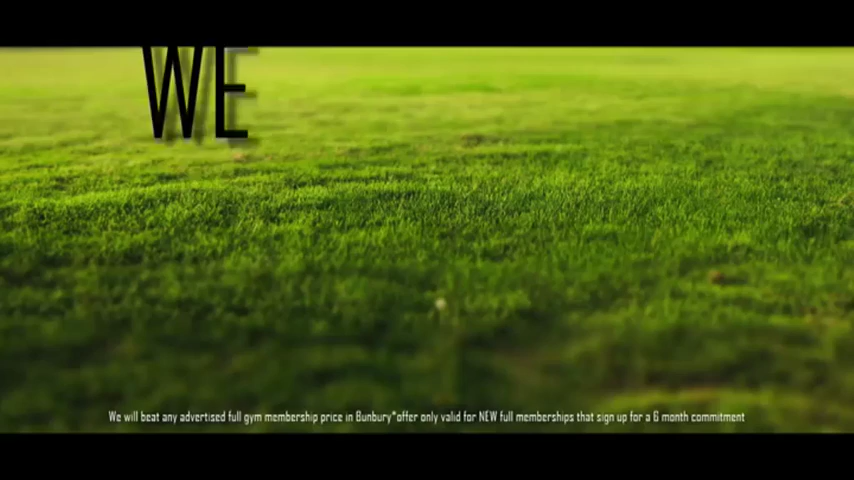 WE
We will beat any advertised full gym membership price in Bunbury*offer only valid for NEW full memberships that sign up for a 6 month commitment